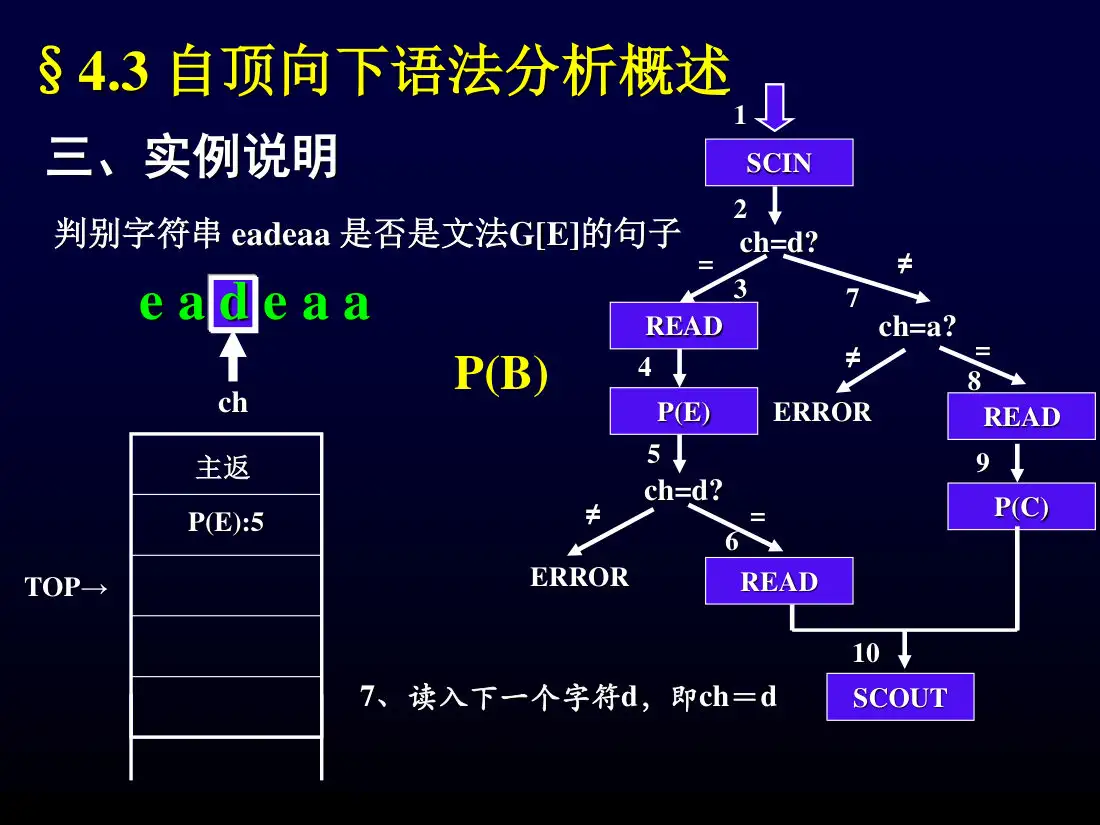 §4.3 自顶向下语法分析概述
三、实例说明
判别字符串 eadeaa 是否是文法G[E]的句子
e a d e a a
ch
P(B)
主返
P(E):5
TOP→
7、读入下一个字符d，即ch＝d
1
SCIN
2
ch=d?
=
≠
3
7
READ
ch=a?
4
≠
=
8
P(E)
ERROR
READ
5
9
ch=d?
P(C)
≠
=
6
ERROR
READ
10
SCOUT